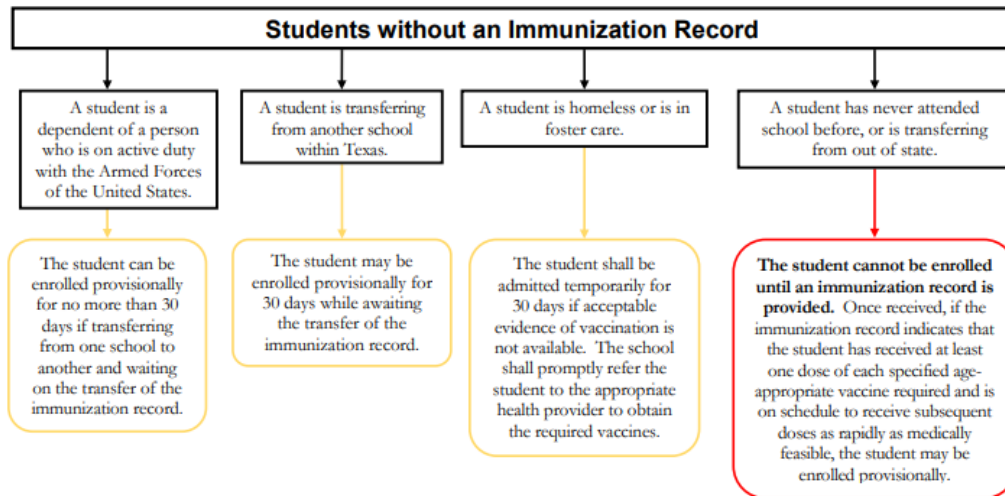 Students without an Immunization Record
A student is a
dependent of a person
who is on active duty
with the Armed Forces
of the United States.
A student is transferring
from another school
within Texas.
A student is homeless or is in
foster care.
A student has never attended
school before, or is transferring
from out of state.
The student can be
enrolled provisionally
for no more than 30
days if transferring
from one school to
another and waiting
on the transfer of the
immunization record.
The student may be
enrolled provisionally for
30 days while awaiting
the transfer of the
immunization record.
The student shall be
admitted temporarily for
30 days if acceptable
evidence of vaccination is
not available. The school
shall promptly refer the
student to the appropriate
health provider to obtain
the required vaccines.
The student cannot be enrolled
until an immunization record is
provided. Once received, if the
immunization record indicates that
the student has received at least
one dose of each specified age-
appropriate vaccine required and is
on schedule to receive subsequent
doses as rapidly as medically
feasible, the student may be
enrolled provisionally.